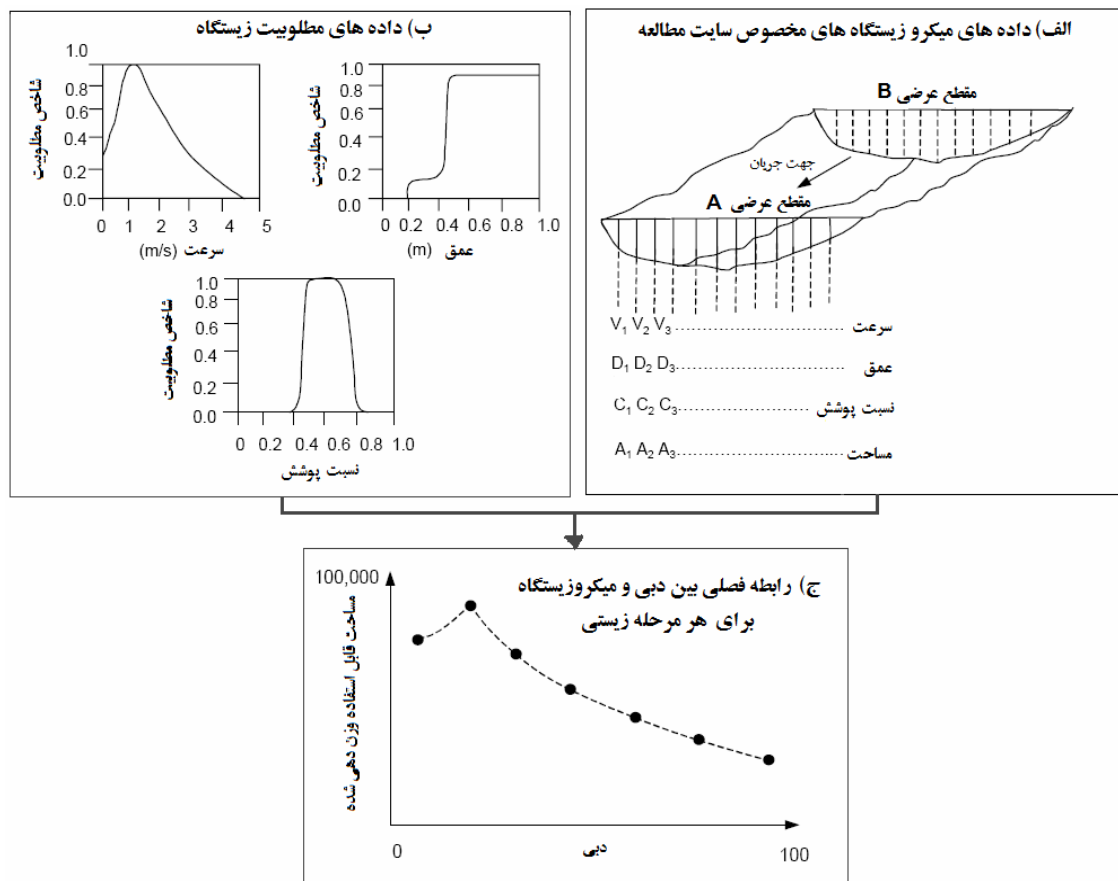 الف) داده های میکرو زیستگاه های مخصوص سایت مطالعه
مقطع عرضی B
جهت جریان
مقطع عرضی A
V1 V2 V3 ........................ سرعت
D1 D2 D3 ........................ عمق
C1 C2 C3 .................... نسبت پوشش
A1 A2 A3 ........................ مساحت
ب) داده های مطلوبیت زیستگاه
شاخص مطلوبیت
1.0
0.8
0.6
0.4
0.2
0.0
0 1 2 3 4 5
سرعت (m/s)
شاخص مطلوبیت
1.0
0.8
0.6
0.4
0.2
0.0
0 0.2 0.4 0.6 0.8 1.0
عمق (m)
شاخص مطلوبیت
1.0
0.8
0.6
0.4
0.2
0.0
0 0.2 0.4 0.6 0.8 1.0
نسبت پوشش
ج) رابطه فصلی بین دبی و میکروزیستگاه
برای هر مرحله زیستی
100,000
مساحت قابل استفاده وزن دهی شده
0
دبی
100